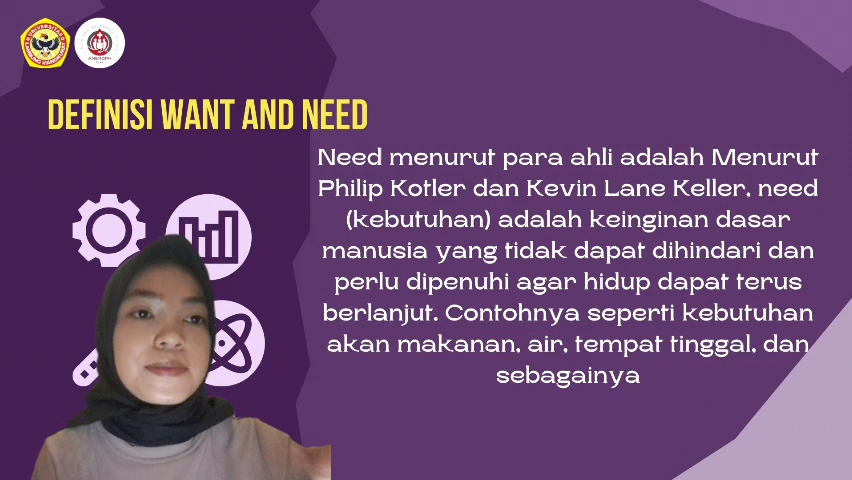 DEFINISI WANT AND NEED
Need menurut para ahli adalah Menurut
Philip Kotler dan Kevin Lane Keller, need
(kebutuhan) adalah keinginan dasar
manusia yang tidak dapat dihindari dan
perlu dipenuhi agar hidup dapat terus
berlanjut. Contohnya seperti kebutuhan
akan makanan, air, tempat tinggal, dan
sebagainya